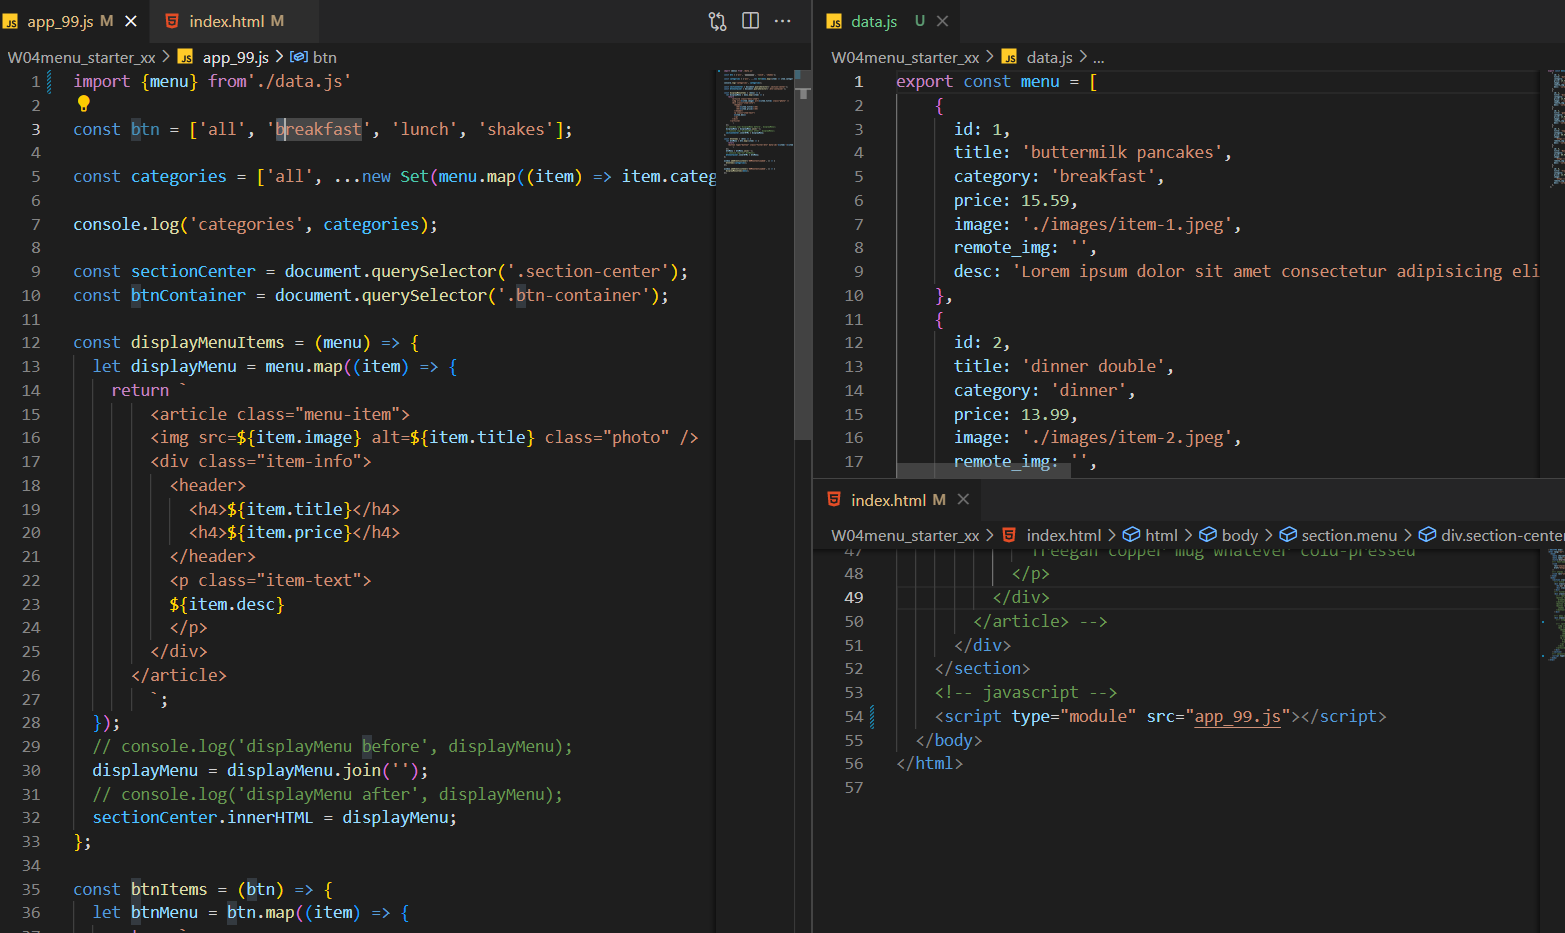 app_99.js M
index.html M
W04menu_starter_xx > app_99.js > btn
1 import {menu} from'./data.js'
2
3 const btn = ['all', 'breakfast', 'lunch', 'shakes'];
4
5 const categories = ['all', ...new Set(menu.map((item) => item.categ
6
7 console.log('categories', categories);
8
9 const sectionCenter = document.querySelector('.section-center');
10 const btnContainer = document.querySelector('.btn-container');
11
12 const displayMenuItems = (menu) => {
13 let displayMenu = menu.map((item) => {
14 return `
15 <article class="menu-item">
16 <img src=${item.image} alt=${item.title} class="photo" />
17 <div class="item-info">
18 <header>
19 <h4>${item.title}</h4>
20 <h4>${item.price}</h4>
21 </header>
22 <p class="item-text">
23 ${item.desc}
24 </p>
25 </div>
26 </article>
27 `;
28 });
29 // console.log('displayMenu before', displayMenu);
30 displayMenu = displayMenu.join('');
31 // console.log('displayMenu after', displayMenu);
32 sectionCenter.innerHTML = displayMenu;
33 };
34
35 const btnItems = (btn) => {
36 let btnMenu = btn.map((item) => {
data.js U
W04menu_starter_xx > data.js > ...
1 export const menu = [
2 {
3 id: 1,
4 title: 'buttermilk pancakes',
5 category: 'breakfast',
6 price: 15.59,
7 image: './images/item-1.jpeg',
8 remote_img: '',
9 desc: 'Lorem ipsum dolor sit amet consectetur adipisicing eli
10 },
11 {
12 id: 2,
13 title: 'dinner double',
14 category: 'dinner',
15 price: 13.99,
16 image: './images/item-2.jpeg',
17 remote_img: '',
index.html M
W04menu_starter_xx > index.html > html > body > section.menu > div.section-cente
47 freegan copper mug whatever cold-pressed
48 </p>
49 </div>
50 </article> -->
51 </div>
52 </section>
53 <!-- javascript -->
54 <script type="module" src="app_99.js"></script>
55 </body>
56 </html>
57